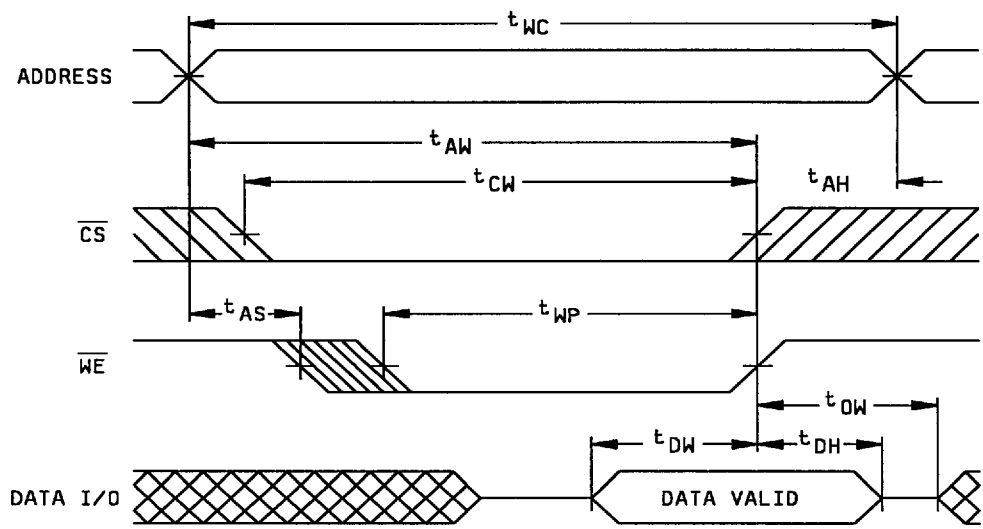 tWC
ADDRESS
tAW
tCW
tAH
CS
tAS
tWP
WE
tOW
tDW
tDH
DATA I/O
DATA VALID